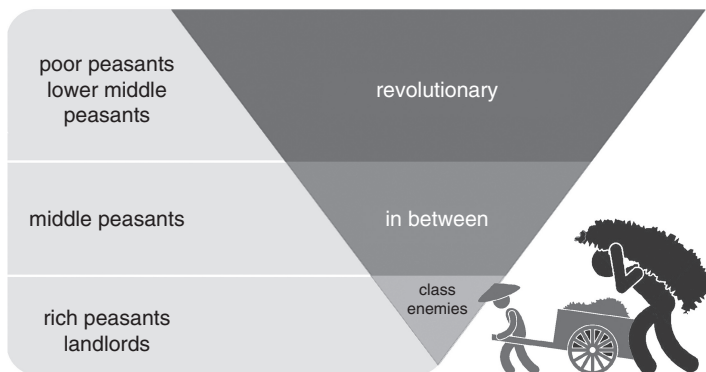 poor peasants
lower middle
peasants
revolutionary
middle peasants
in between
rich peasants
landlords
class
enemies